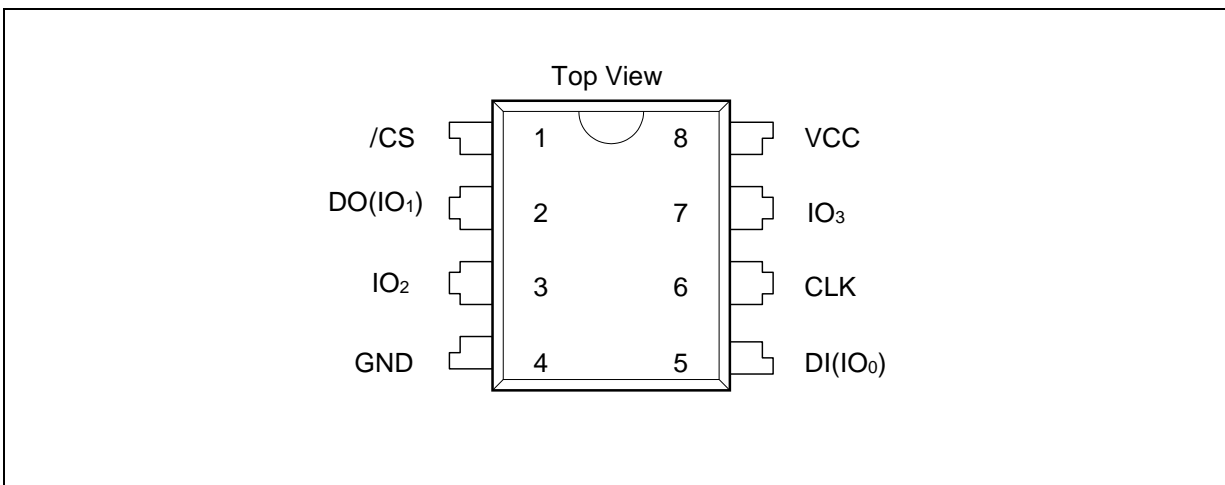 Top View
/CS 1 8 VCC
DO(IO₁) 2 7 IO₃
IO₂ 3 6 CLK
GND 4 5 DI(IO₀)